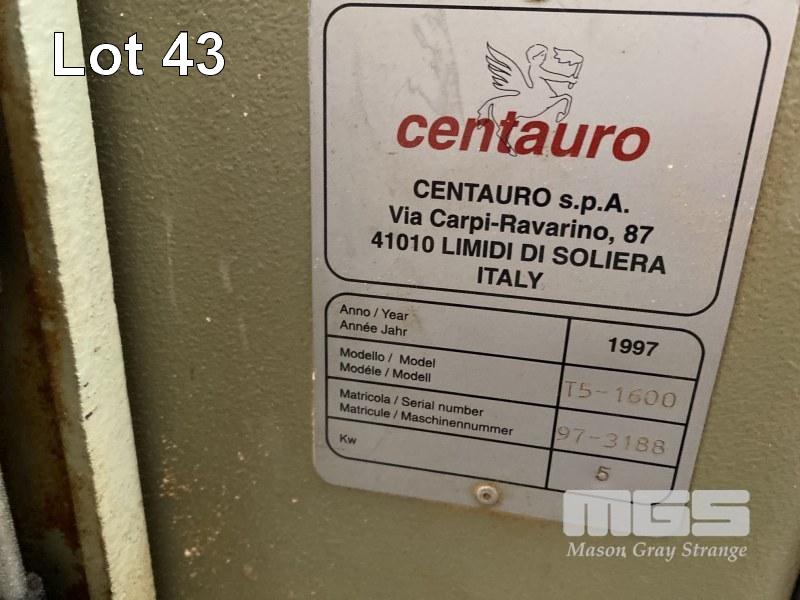 Lot 43
centauro
CENTAURO s.p.A.
Via Carpi-Ravarino, 87
41010 LIMIDI DI SOLIERA
ITALY
Anno / Year
Année Jahr
1997
Modello / Model
Modéle / Modell
T5-1600
Matricola / Serial number
Matricule / Maschinennummer
97-3188
Kw
5
MGS
Mason Gray Strange